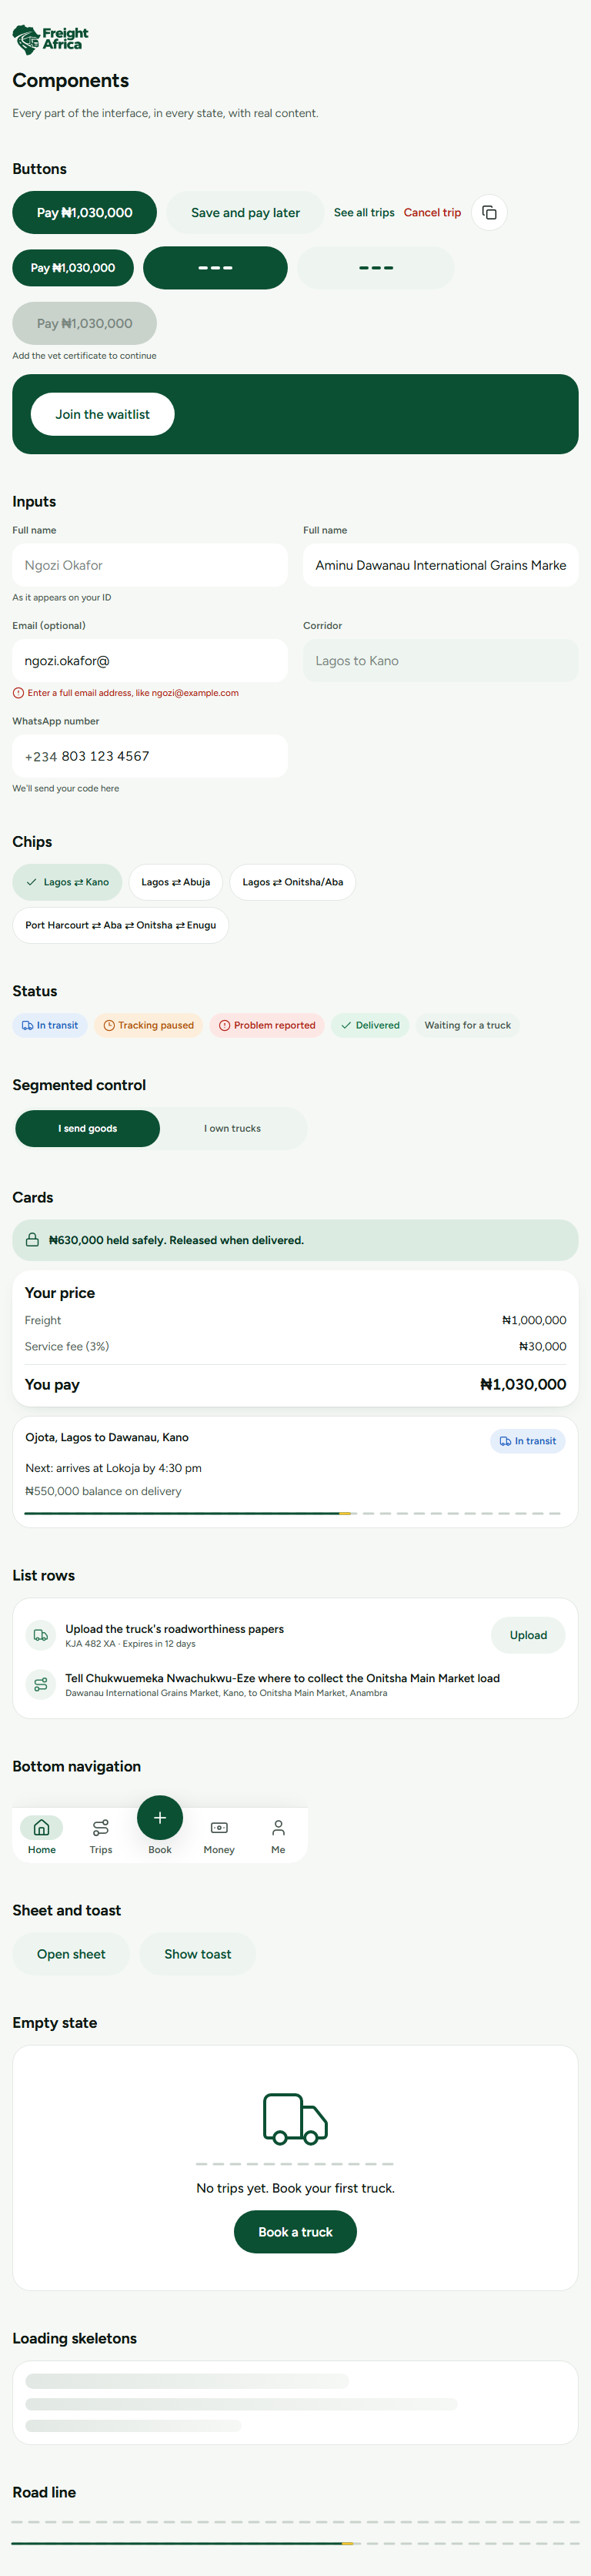 Freight
Africa
Components
Every part of the interface, in every state, with real content.
Buttons
Pay ₦1,030,000
Save and pay later
See all trips
Cancel trip
Pay ₦1,030,000
Pay ₦1,030,000
Add the vet certificate to continue
Join the waitlist
Inputs
Full name
Full name
Ngozi Okafor
Aminu Dawanau International Grains Marke
As it appears on your ID
Email (optional)
Corridor
ngozi.okafor@
Lagos to Kano
Enter a full email address, like ngozi@example.com
WhatsApp number
+234 803 123 4567
We'll send your code here
Chips
Lagos ⇄ Kano
Lagos ⇄ Abuja
Lagos ⇄ Onitsha/Aba
Port Harcourt ⇄ Aba ⇄ Onitsha ⇄ Enugu
Status
In transit
Tracking paused
Problem reported
Delivered
Waiting for a truck
Segmented control
I send goods
I own trucks
Cards
₦630,000 held safely. Released when delivered.
Your price
Freight ₦1,000,000
Service fee (3%) ₦30,000
You pay ₦1,030,000
Ojota, Lagos to Dawanau, Kano
In transit
Next: arrives at Lokoja by 4:30 pm
₦550,000 balance on delivery
List rows
Upload the truck's roadworthiness papers
KJA 482 XA · Expires in 12 days
Upload
Tell Chukwuemeka Nwachukwu-Eze where to collect the Onitsha Main Market load
Dawanau International Grains Market, Kano, to Onitsha Main Market, Anambra
Bottom navigation
Home
Trips
Book
Money
Me
Sheet and toast
Open sheet
Show toast
Empty state
No trips yet. Book your first truck.
Book a truck
Loading skeletons
Road line